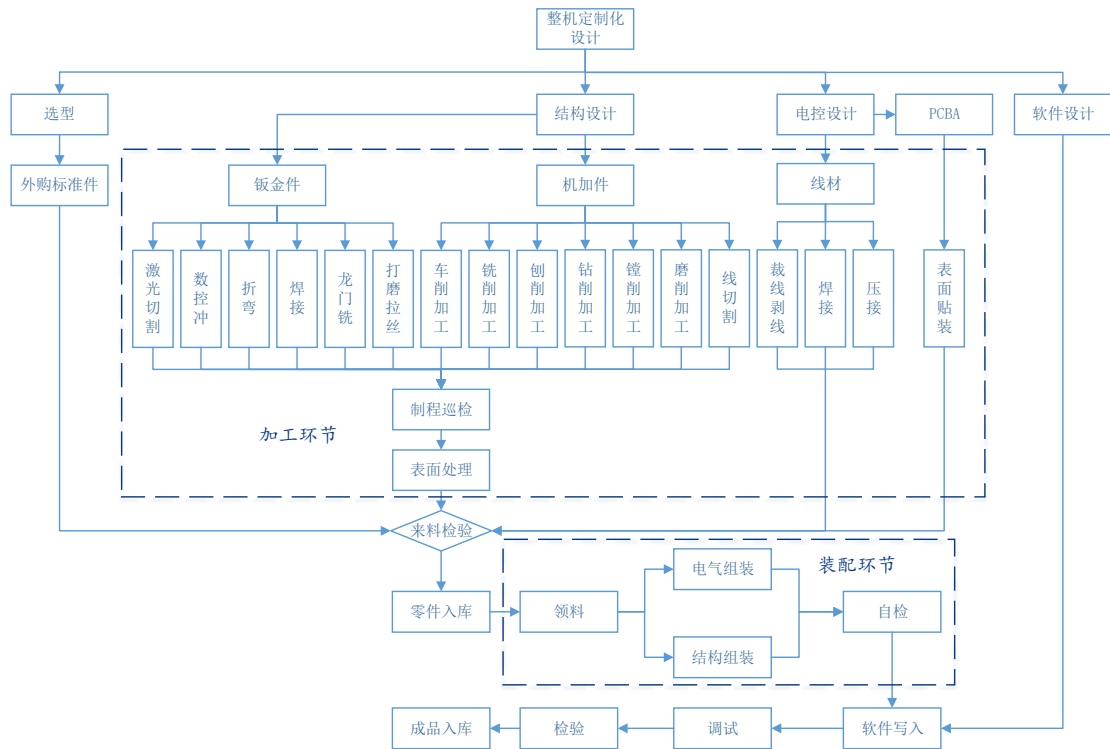 整机定制化
设计
选型
结构设计
电控设计
PCBA
软件设计
外购标准件
钣金件
机加件
线材
激光切割
数控冲
折弯
焊接
龙门铣
打磨拉丝
车削加工
铣削加工
刨削加工
钻削加工
镗削加工
磨削加工
线切割
裁线剥线
焊接
压接
表面贴装
制程巡检
加工环节
表面处理
来料检验
装配环节
电气组装
零件入库
领料
自检
结构组装
成品入库
检验
调试
软件写入